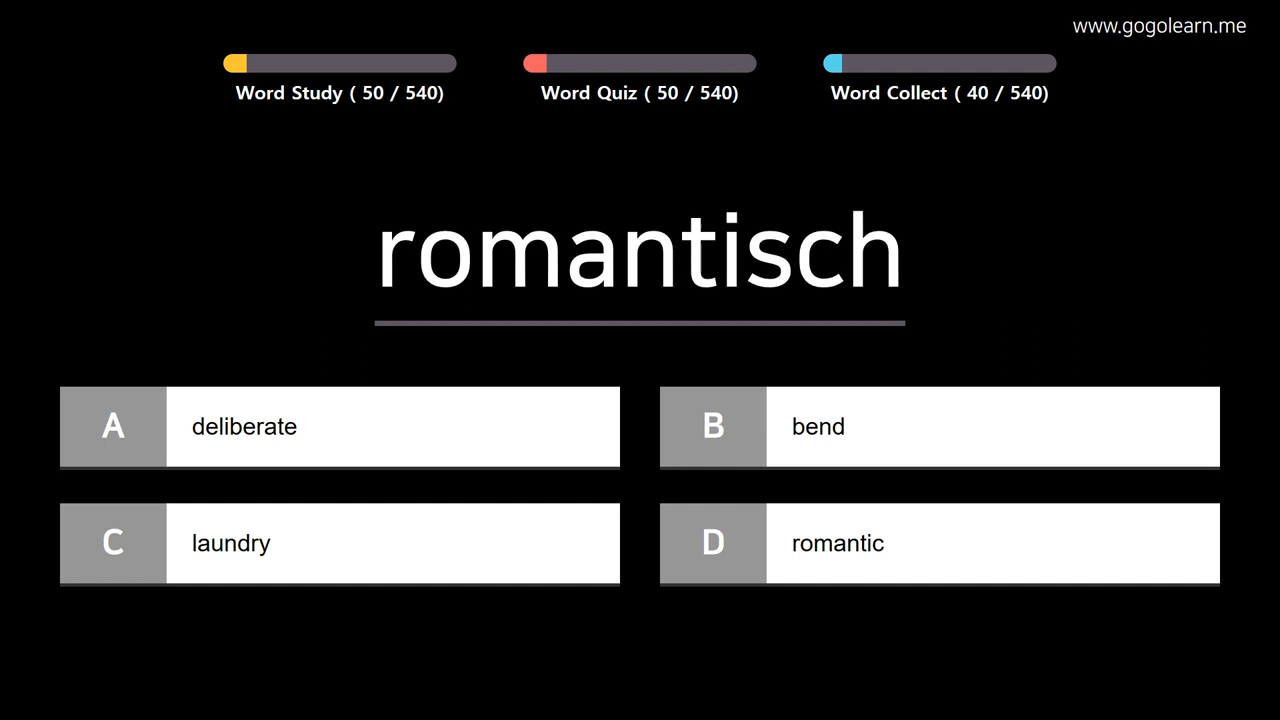 www.gogolearn.me
Word Study ( 50 / 540)
Word Quiz ( 50 / 540)
Word Collect ( 40 / 540)
romantisch
A deliberate
B bend
C laundry
D romantic